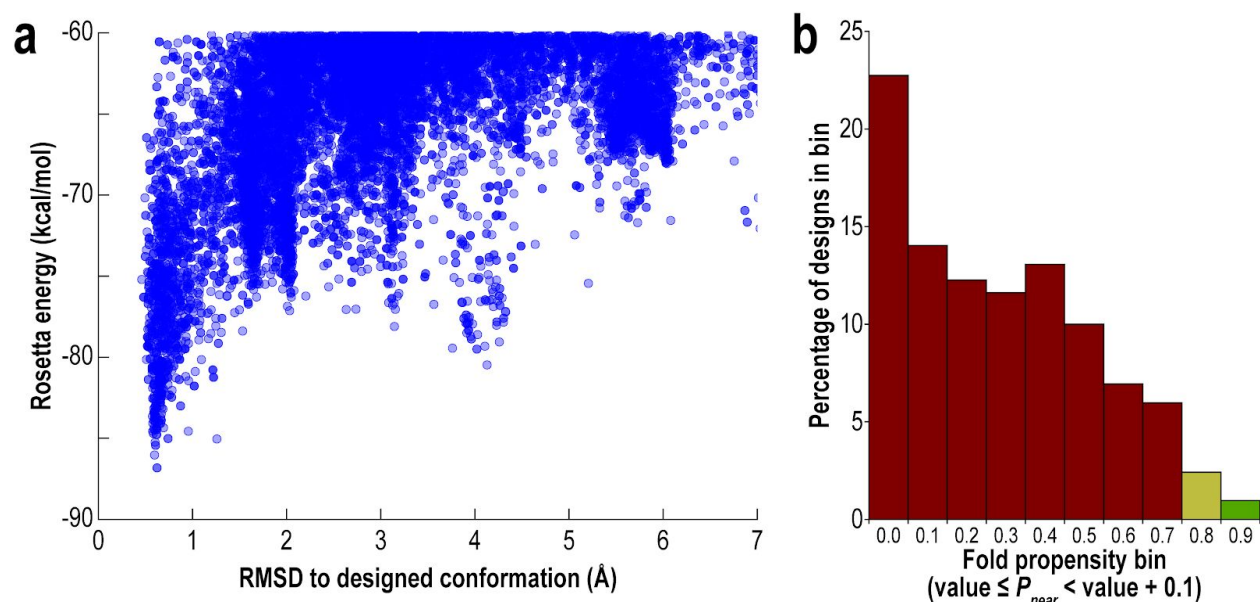 a
-60
-70
-80
-90
Rosetta energy (kcal/mol)
0 1 2 3 4 5 6 7
RMSD to designed conformation (Å)
b
25
20
15
10
5
0
Percentage of designs in bin
0.0 0.1 0.2 0.3 0.4 0.5 0.6 0.7 0.8 0.9
Fold propensity bin
(value ≤ Pnear < value + 0.1)